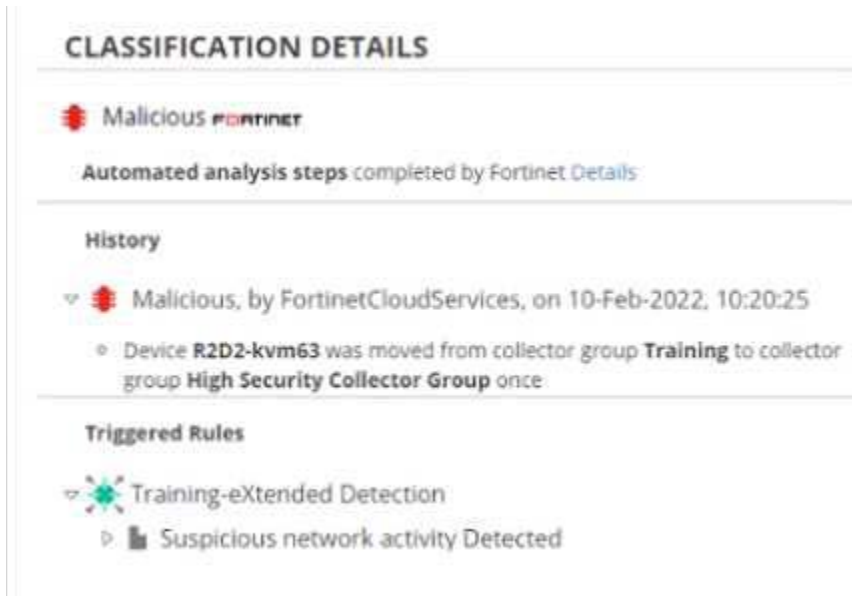 CLASSIFICATION DETAILS
Malicious FORTINET
Automated analysis steps completed by Fortinet Details
History
Malicious, by FortinetCloudServices, on 10-Feb-2022, 10:20:25
Device R2D2-kvm63 was moved from collector group Training to collector
group High Security Collector Group once
Triggered Rules
Training-eXtended Detection
Suspicious network activity Detected